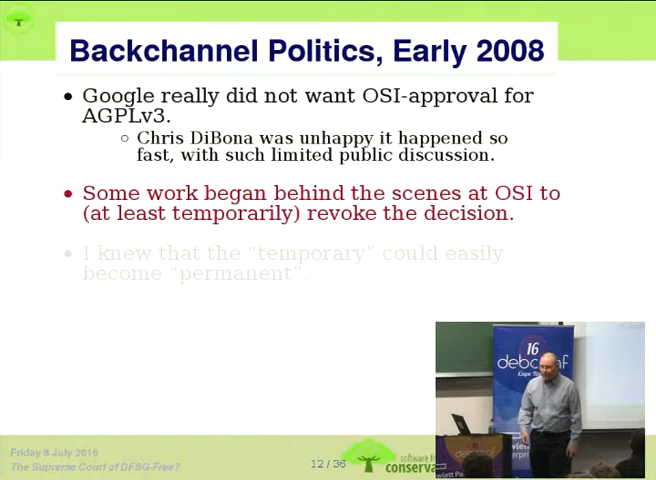 Backchannel Politics, Early 2008
• Google really did not want OSI-approval for
AGPLv3.
○ Chris DiBona was unhappy it happened so
fast, with such limited public discussion.
• Some work began behind the scenes at OSI to
(at least temporarily) revoke the decision.
• I knew that the “temporary” could easily
become “permanent”.
16
debconf
Cape
Friday 8 July 2016
The Supreme Court of DFSG-Free?
12 / 36
software
conserva